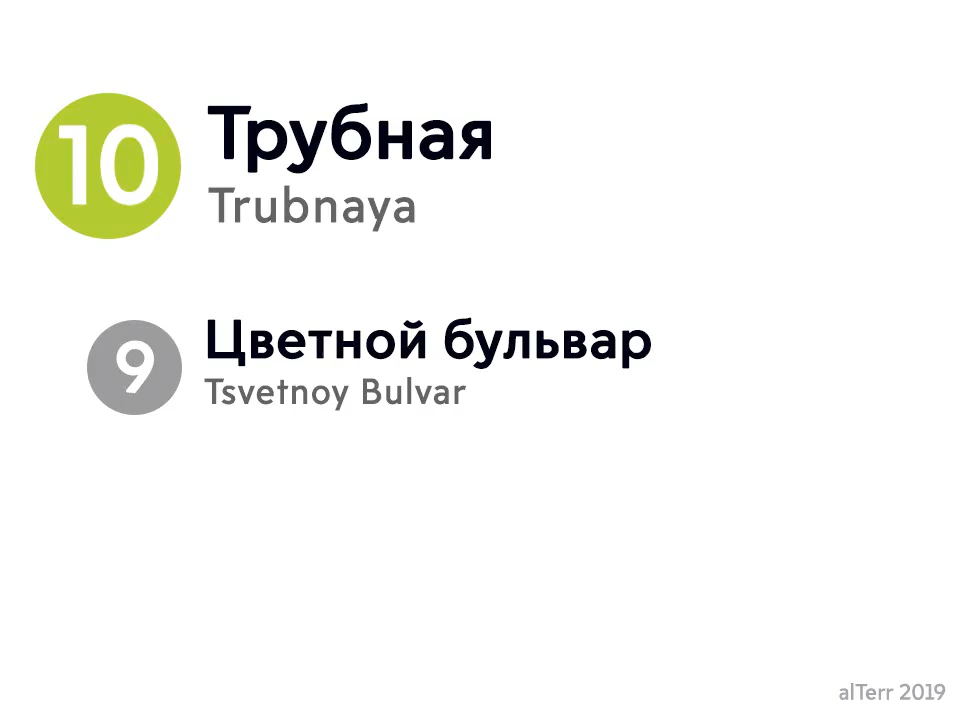 10
Трубная
Trubnaya
9
Цветной бульвар
Tsvetnoy Bulvar
alTerr 2019